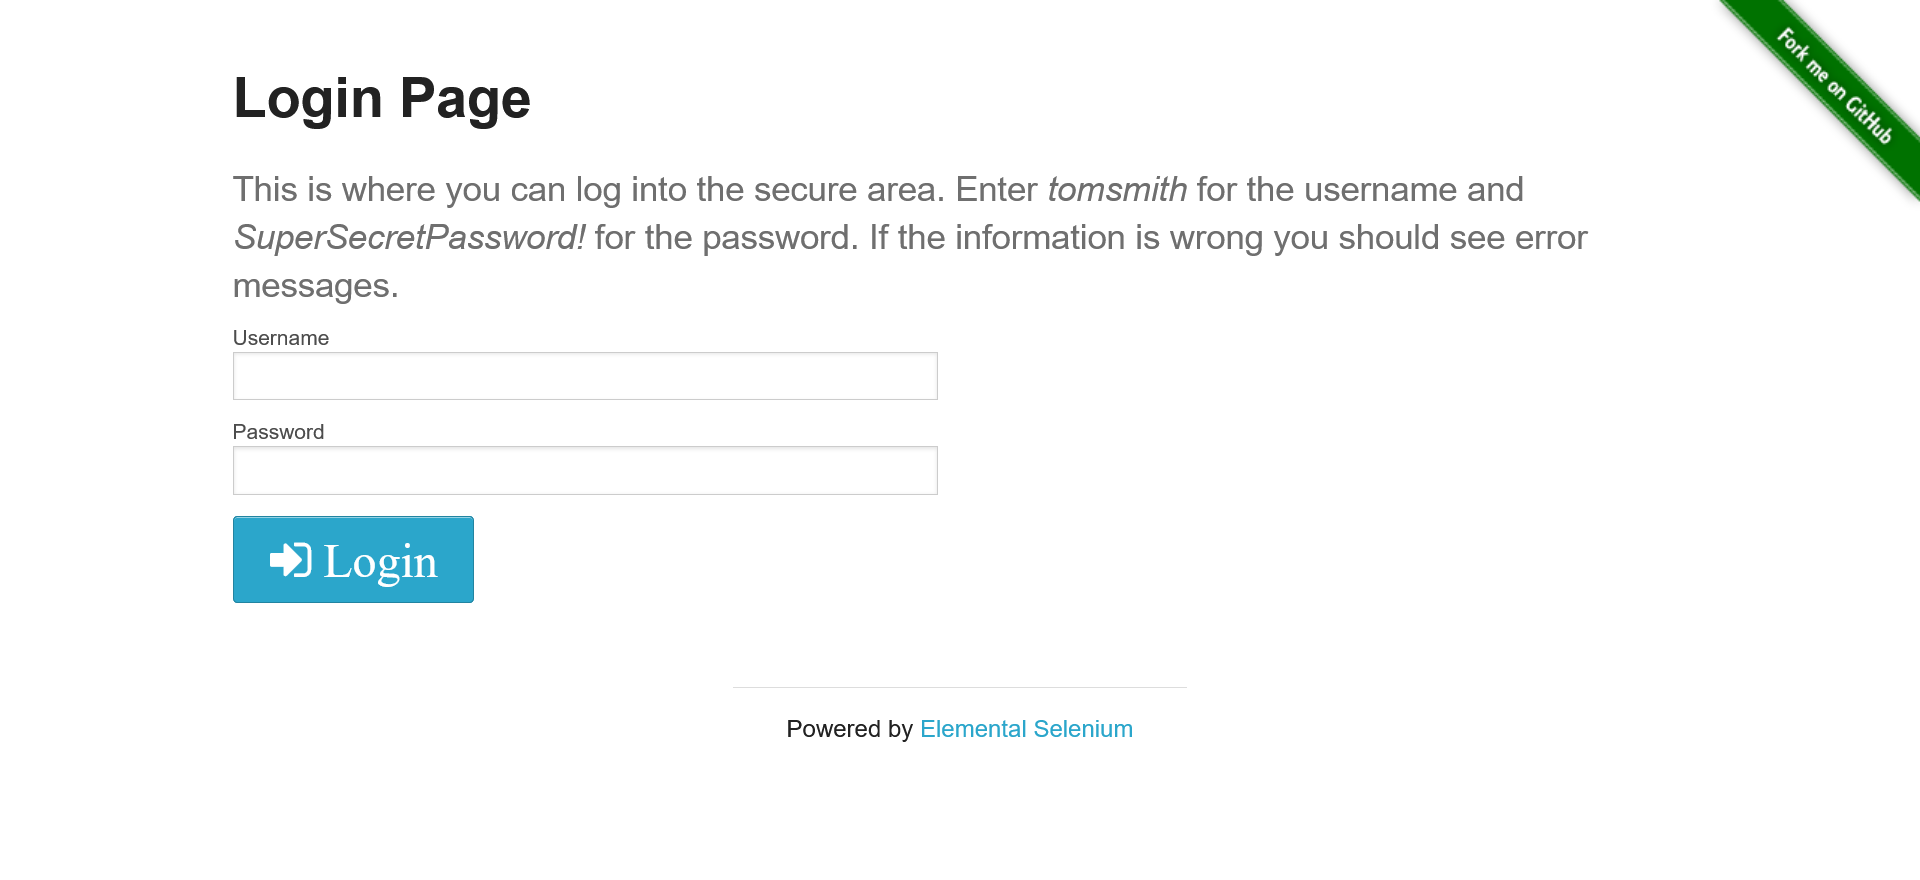 Fork me on GitHub
Login Page
This is where you can log into the secure area. Enter tomsmith for the username and
SuperSecretPassword! for the password. If the information is wrong you should see error
messages.
Username
Password
Login
Powered by Elemental Selenium